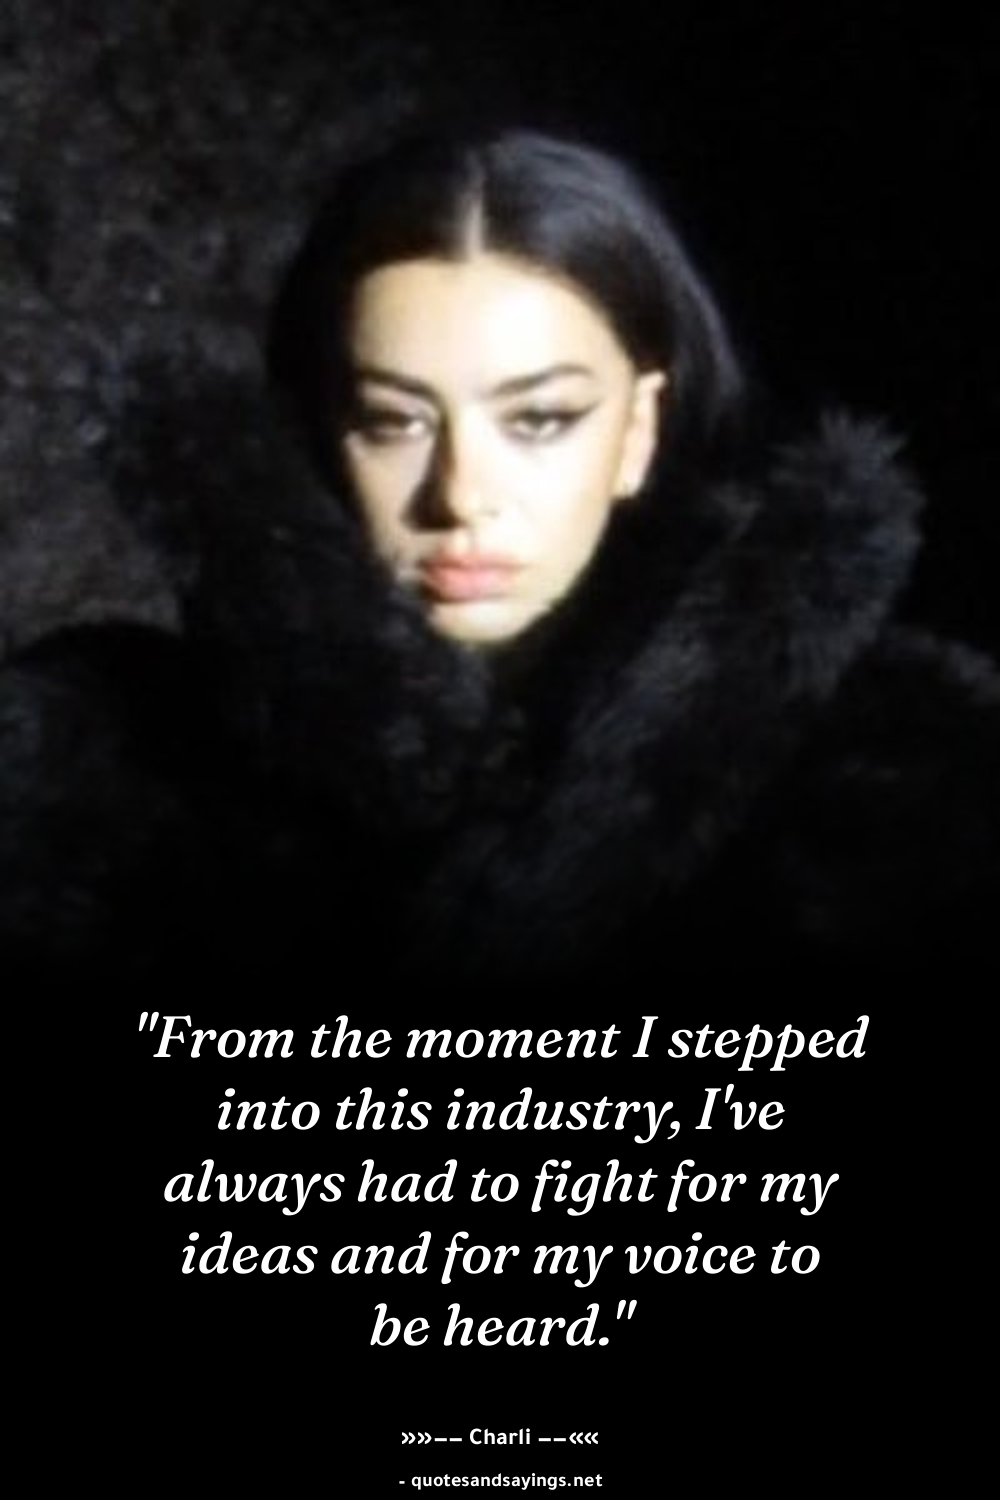 "From the moment I stepped
into this industry, I've
always had to fight for my
ideas and for my voice to
be heard."
»»–– Charli ––««
- quotesandsayings.net